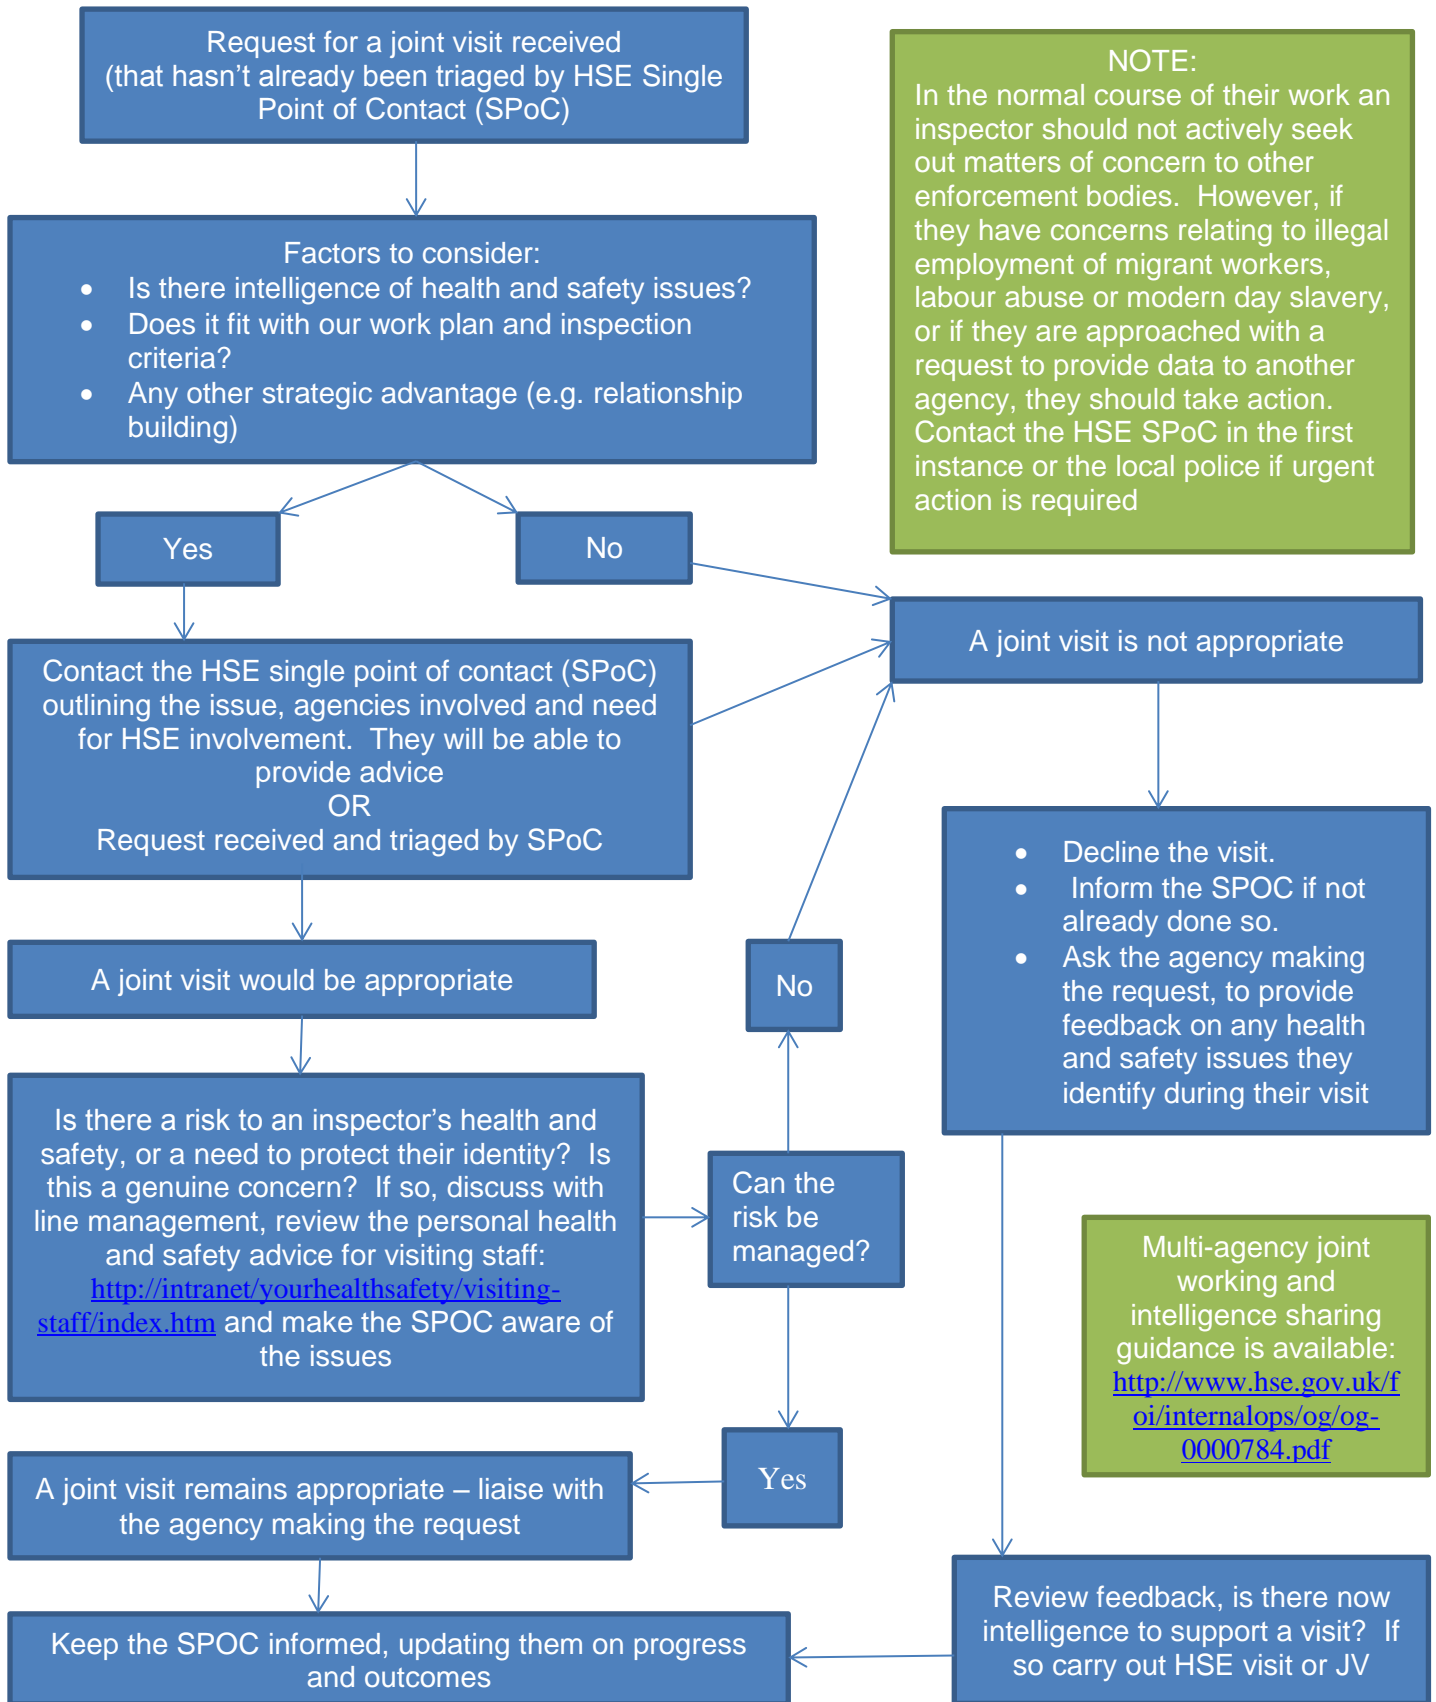 Request for a joint visit received
(that hasn’t already been triaged by HSE Single
Point of Contact (SPoC)
NOTE:
In the normal course of their work an
inspector should not actively seek
out matters of concern to other
enforcement bodies.  However, if
they have concerns relating to illegal
employment of migrant workers,
labour abuse or modern day slavery,
or if they are approached with a
request to provide data to another
agency, they should take action.
Contact the HSE SPoC in the first
instance or the local police if urgent
action is required
Factors to consider:
• Is there intelligence of health and safety issues?
• Does it fit with our work plan and inspection
criteria?
• Any other strategic advantage (e.g. relationship
building)
Yes
No
A joint visit is not appropriate
Contact the HSE single point of contact (SPoC)
outlining the issue, agencies involved and need
for HSE involvement.  They will be able to
provide advice
OR
Request received and triaged by SPoC
• Decline the visit.
• Inform the SPOC if not
already done so.
• Ask the agency making
the request, to provide
feedback on any health
and safety issues they
identify during their visit
A joint visit would be appropriate
No
Is there a risk to an inspector’s health and
safety, or a need to protect their identity?  Is
this a genuine concern?  If so, discuss with
line management, review the personal health
and safety advice for visiting staff:
http://intranet/yourhealthsafety/visiting-
staff/index.htm and make the SPOC aware of
the issues
Can the
risk be
managed?
Multi-agency joint
working and
intelligence sharing
guidance is available:
http://www.hse.gov.uk/f
oi/internalops/og/og-
0000784.pdf
Yes
A joint visit remains appropriate – liaise with
the agency making the request
Review feedback, is there now
intelligence to support a visit?  If
so carry out HSE visit or JV
Keep the SPOC informed, updating them on progress
and outcomes